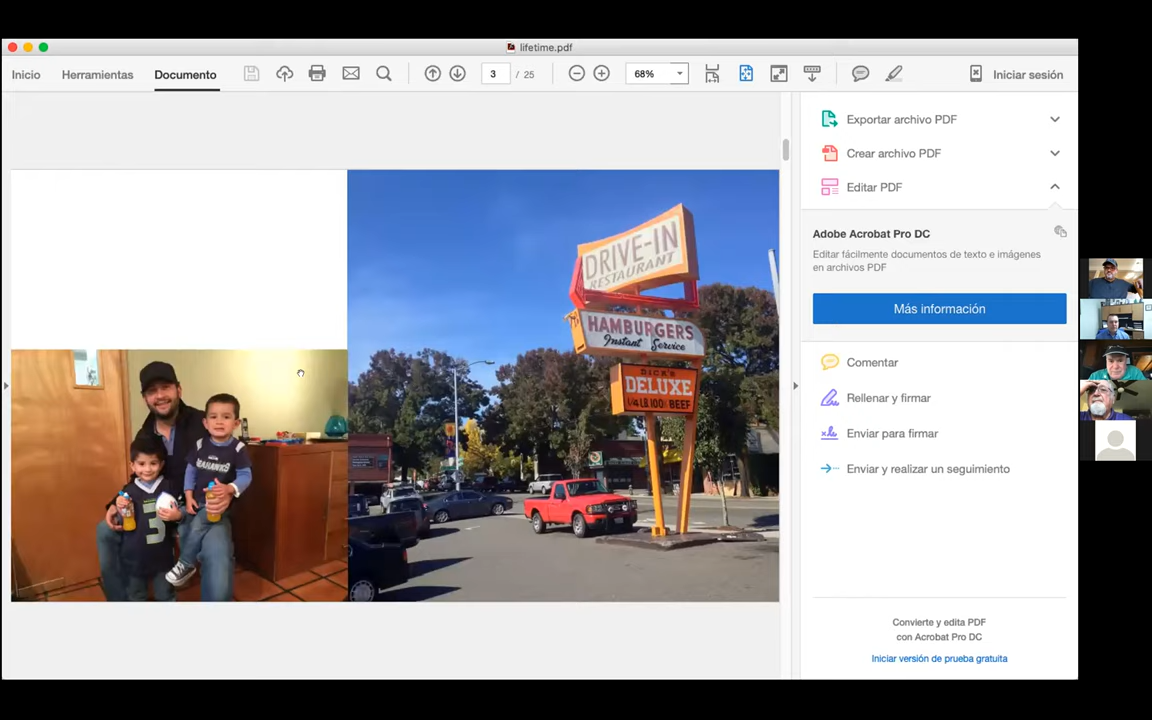 lifetime.pdf
Inicio Herramientas Documento 3 / 25 68% Iniciar sesión
Exportar archivo PDF
Crear archivo PDF
Editar PDF
Adobe Acrobat Pro DC
Editar fácilmente documentos de texto e imágenes
en archivos PDF
Más información
Comentar
Rellenar y firmar
Enviar para firmar
Enviar y realizar un seguimiento
Convierte y edita PDF
con Acrobat Pro DC
Iniciar versión de prueba gratuita
DRIVE-IN
RESTAURANT
HAMBURGERS
Instant Service
DICK'S
DELUXE
1/4 LB 100% BEEF
SEAHAWKS
3